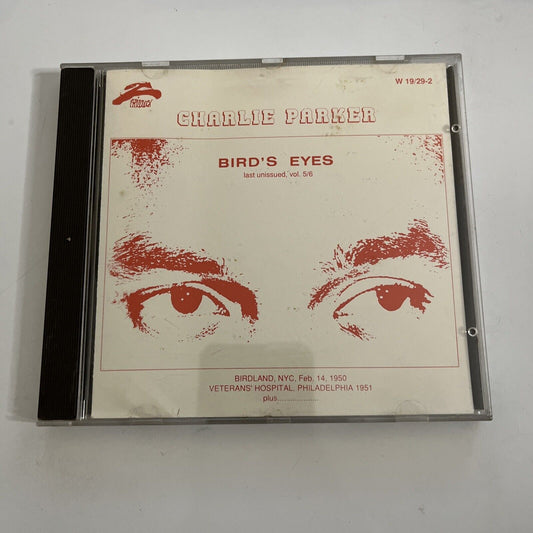 W 19/29-2
CHARLIE PARKER
BIRD'S EYES
last unissued, vol. 5/6
BIRDLAND, NYC, Feb. 14, 1950
VETERANS' HOSPITAL, PHILADELPHIA 1951
plus....................